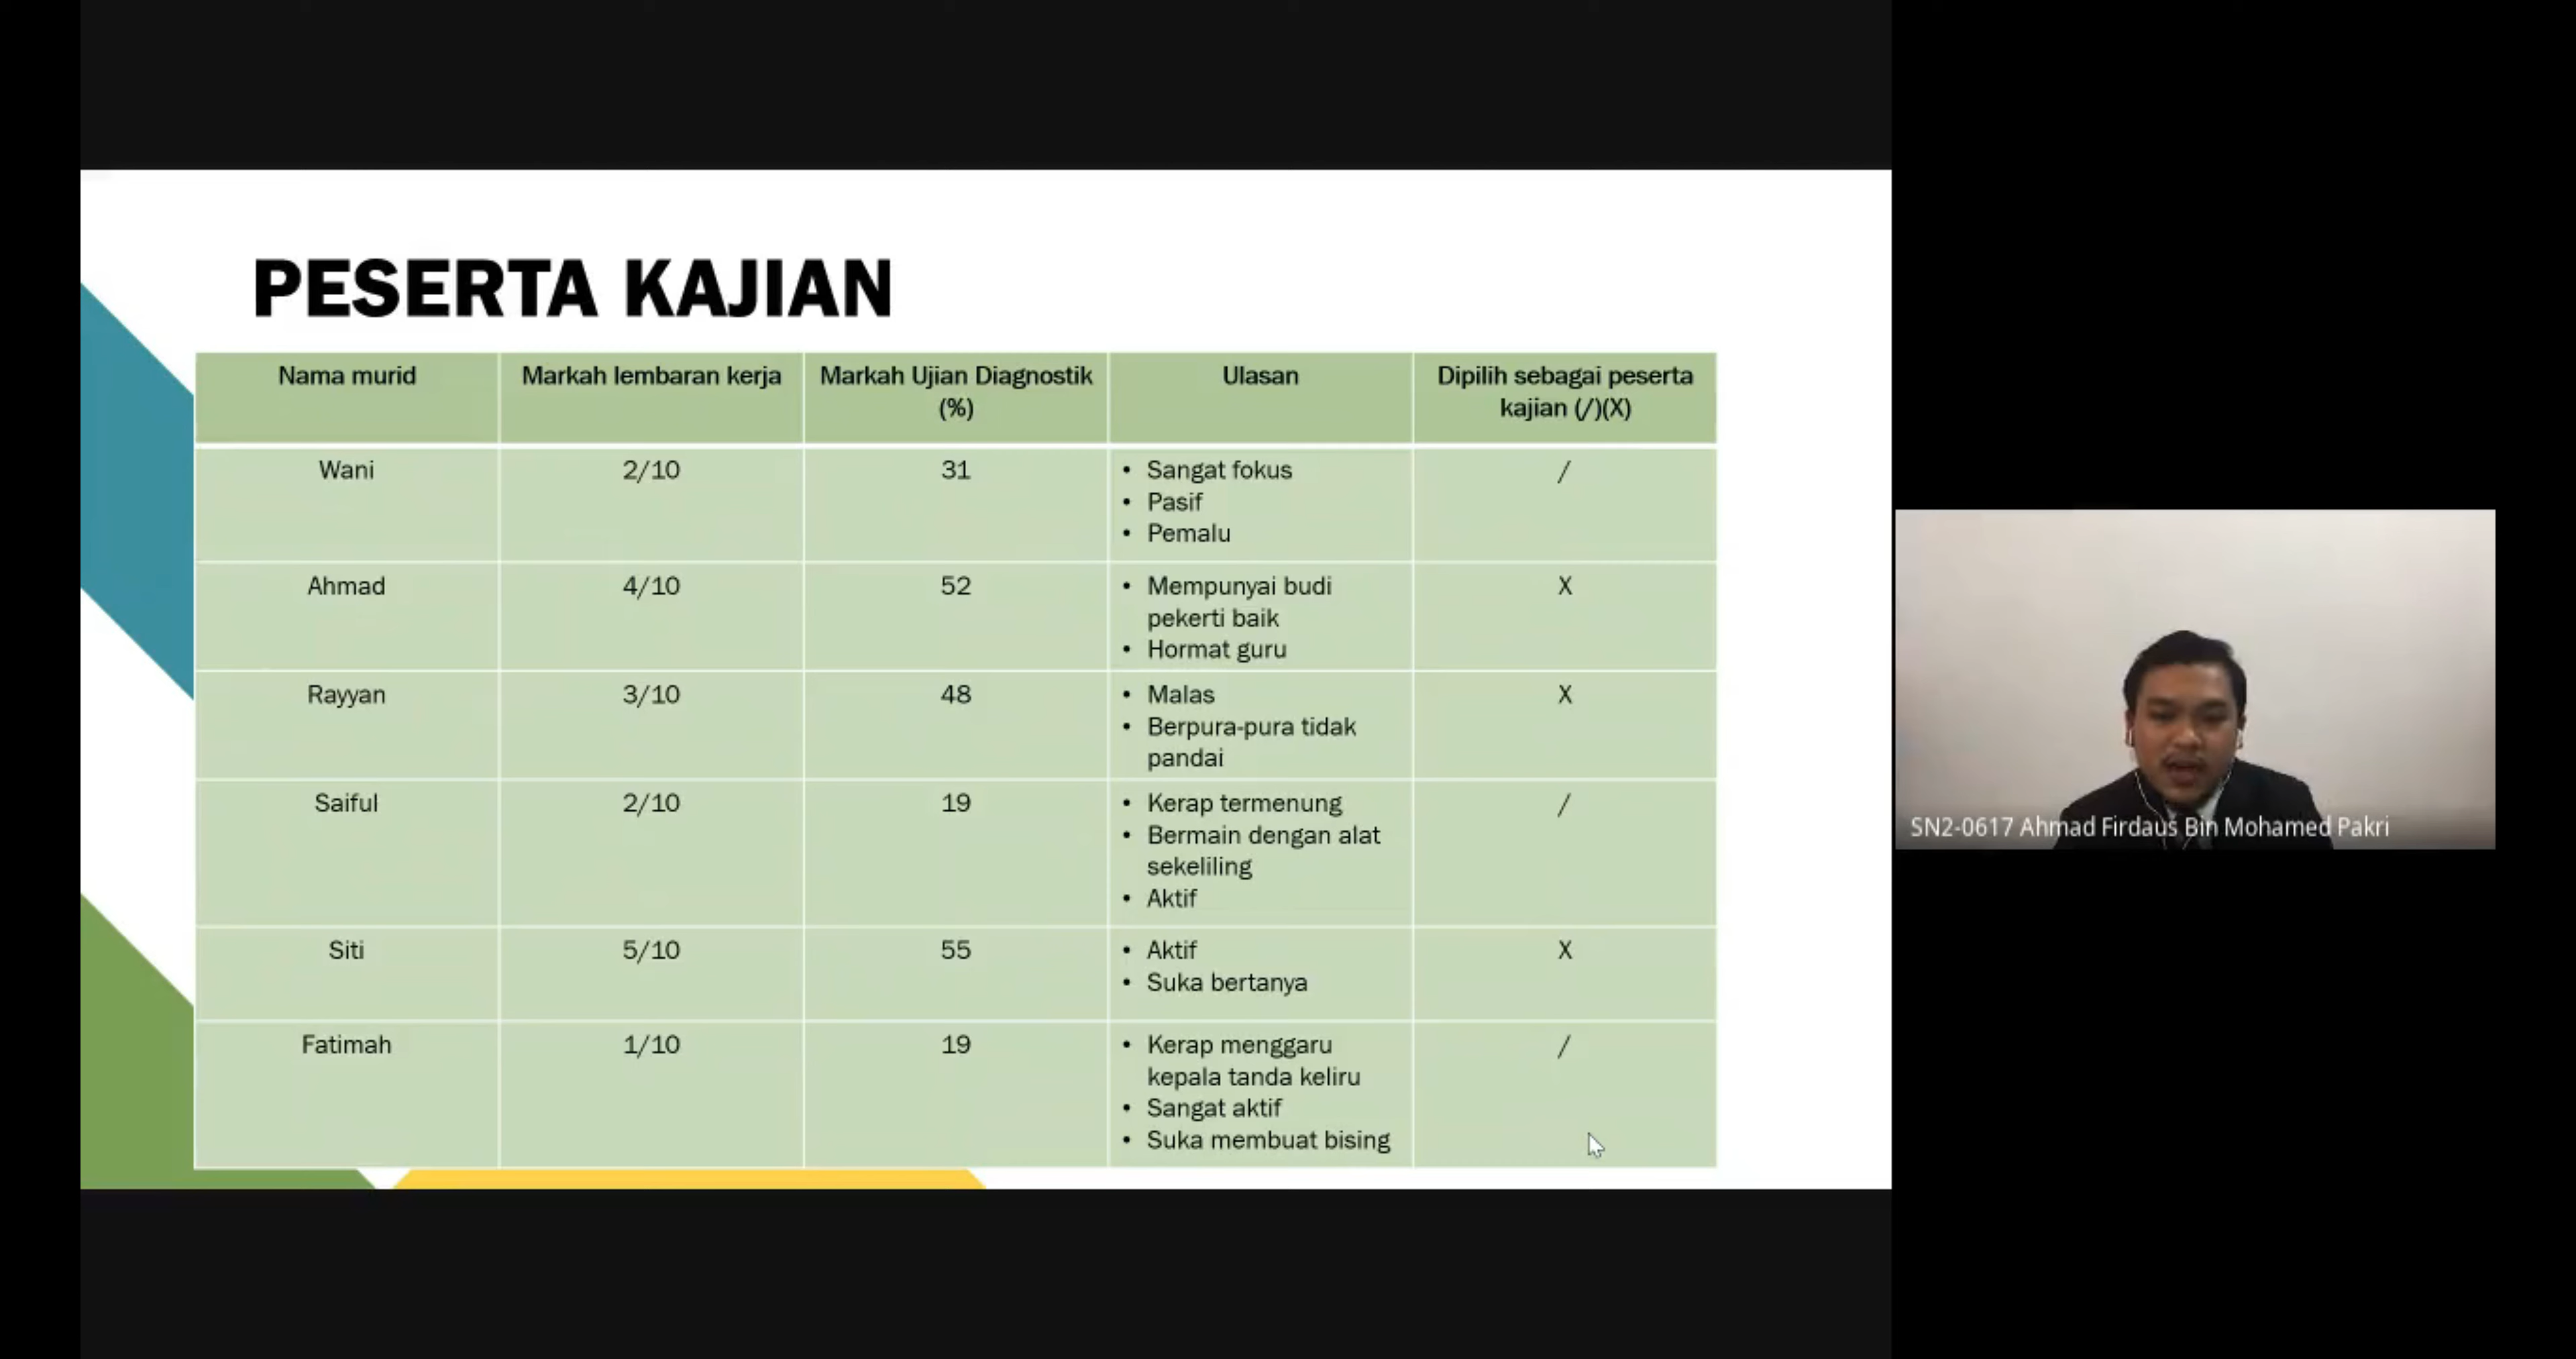 PESERTA KAJIAN
Nama murid
Markah lembaran kerja
Markah Ujian Diagnostik
(%)
Ulasan
Dipilih sebagai peserta
kajian (/)(X)
Wani
2/10
31
• Sangat fokus
• Pasif
• Pemalu
/
Ahmad
4/10
52
• Mempunyai budi
pekerti baik
• Hormat guru
X
Rayyan
3/10
48
• Malas
• Berpura-pura tidak
pandai
X
Saiful
2/10
19
• Kerap termenung
• Bermain dengan alat
sekeliling
• Aktif
/
Siti
5/10
55
• Aktif
• Suka bertanya
X
Fatimah
1/10
19
• Kerap menggaru
kepala tanda keliru
• Sangat aktif
• Suka membuat bising
/
SN2-0617 Ahmad Firdaus Bin Mohamed Pakri